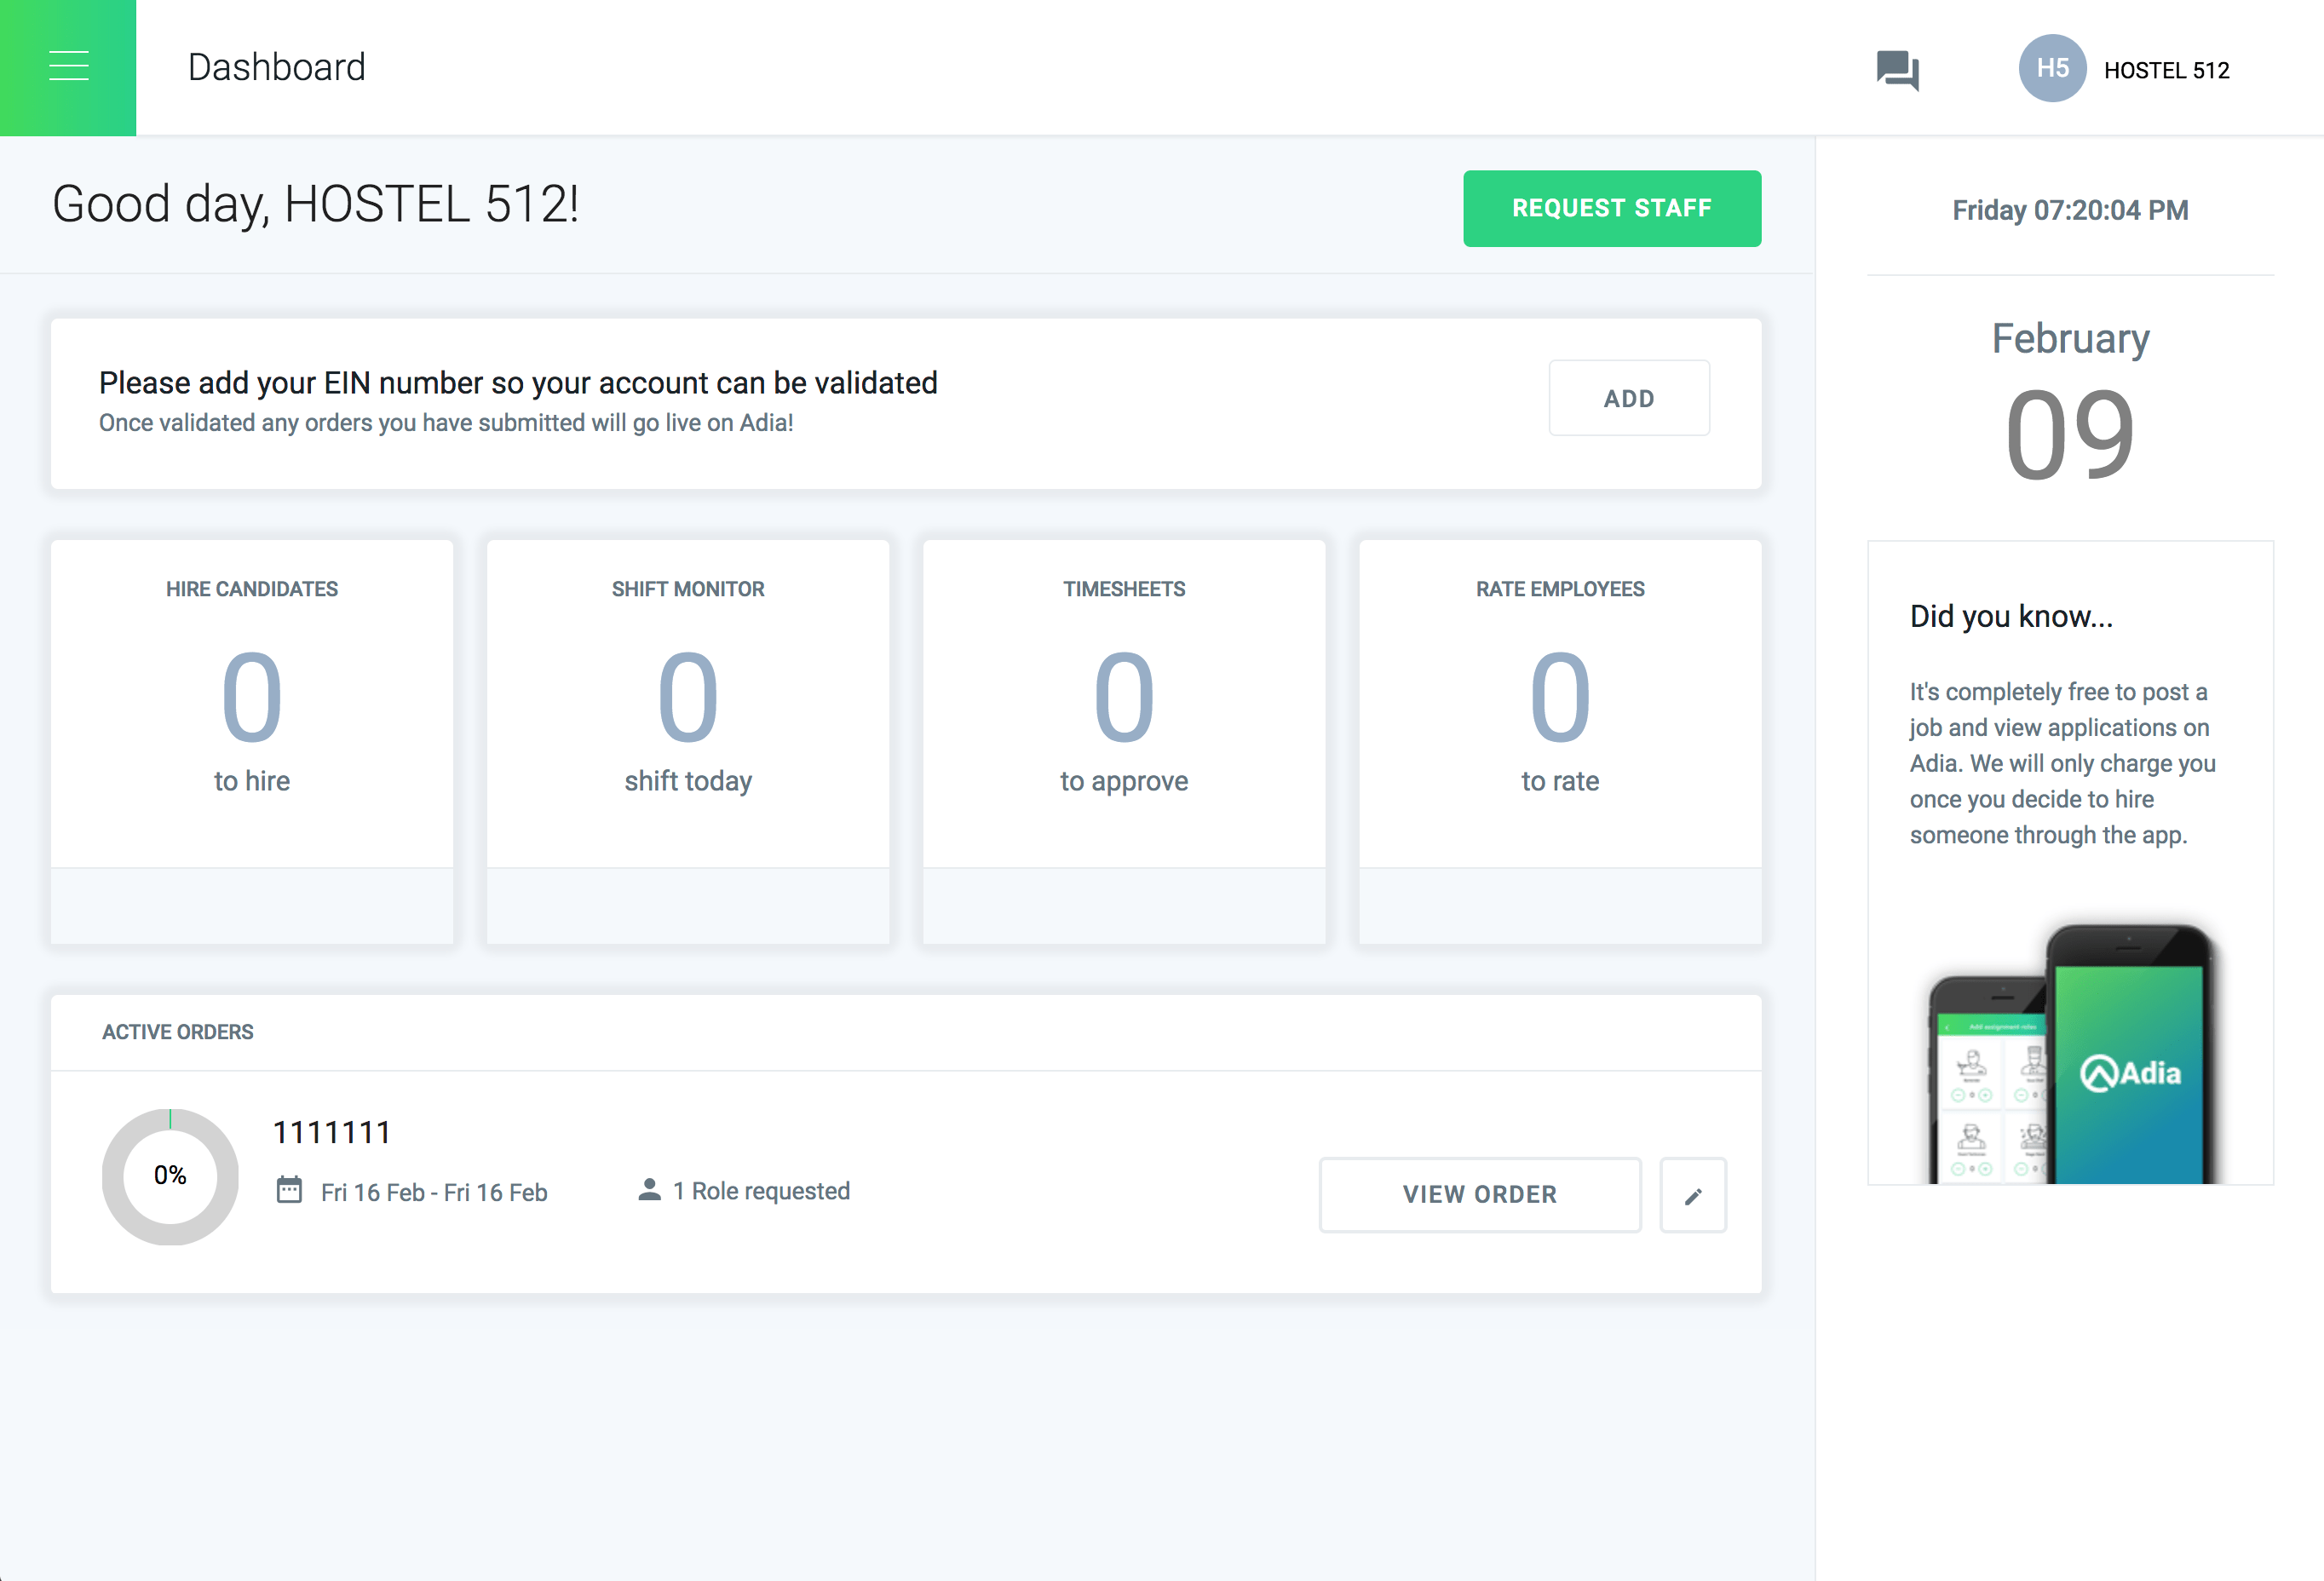 Dashboard
H5
HOSTEL 512
Good day, HOSTEL 512!
REQUEST STAFF
Please add your EIN number so your account can be validated
Once validated any orders you have submitted will go live on Adia!
ADD
HIRE CANDIDATES
0
to hire
SHIFT MONITOR
0
shift today
TIMESHEETS
0
to approve
RATE EMPLOYEES
0
to rate
ACTIVE ORDERS
0%
1111111
Fri 16 Feb - Fri 16 Feb
1 Role requested
VIEW ORDER
Friday 07:20:04 PM
February
09
Did you know...
It's completely free to post a
job and view applications on
Adia. We will only charge you
once you decide to hire
someone through the app.
Add assignment roles
Adia